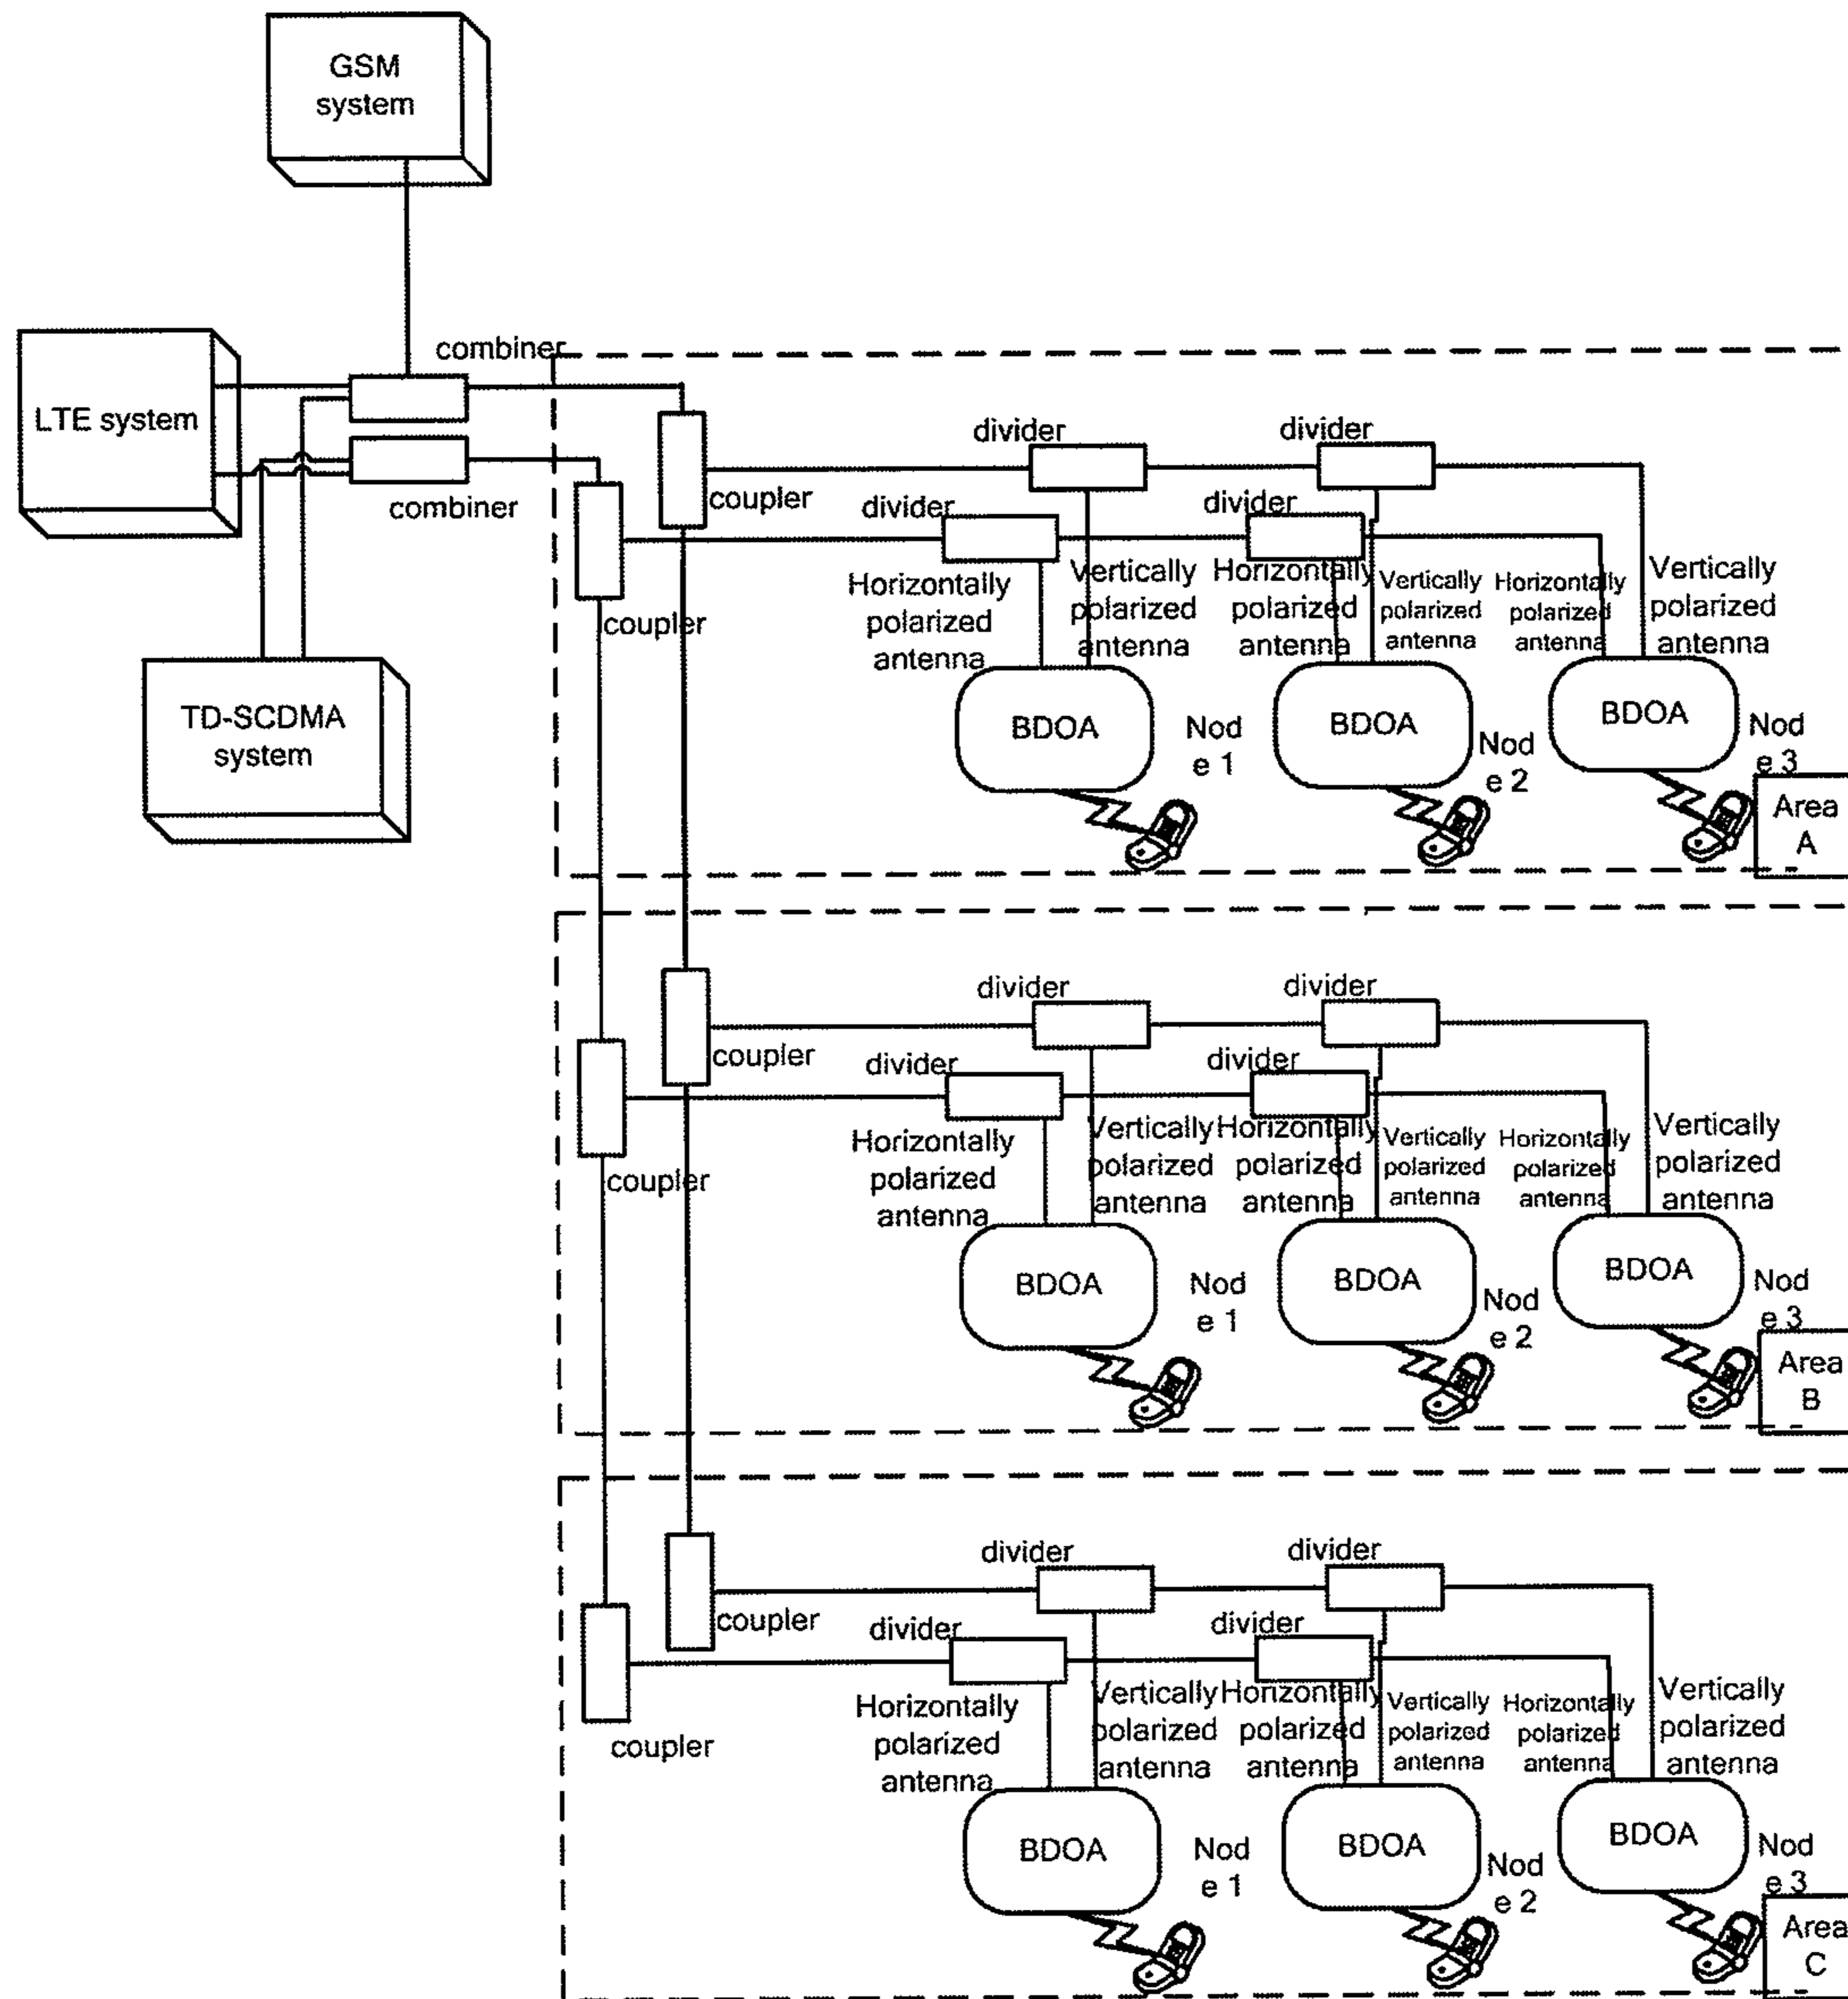 GSM
system
combiner
LTE system
combiner
TD-SCDMA
system
divider
divider
coupler
divider
divider
coupler
Horizontally
polarized
antenna
Vertically
polarized
antenna
Horizontally
polarized
antenna
Vertically
polarized
antenna
Horizontally
polarized
antenna
Vertically
polarized
antenna
BDOA
Nod
e 1
BDOA
Nod
e 2
BDOA
Nod
e 3
Area
A
divider
divider
coupler
divider
divider
coupler
Horizontally
polarized
antenna
Vertically
polarized
antenna
Horizontally
polarized
antenna
Vertically
polarized
antenna
Horizontally
polarized
antenna
Vertically
polarized
antenna
BDOA
Nod
e 1
BDOA
Nod
e 2
BDOA
Nod
e 3
Area
B
divider
divider
coupler
divider
divider
coupler
Horizontally
polarized
antenna
Vertically
polarized
antenna
Horizontally
polarized
antenna
Vertically
polarized
antenna
Horizontally
polarized
antenna
Vertically
polarized
antenna
BDOA
Nod
e 1
BDOA
Nod
e 2
BDOA
Nod
e 3
Area
C